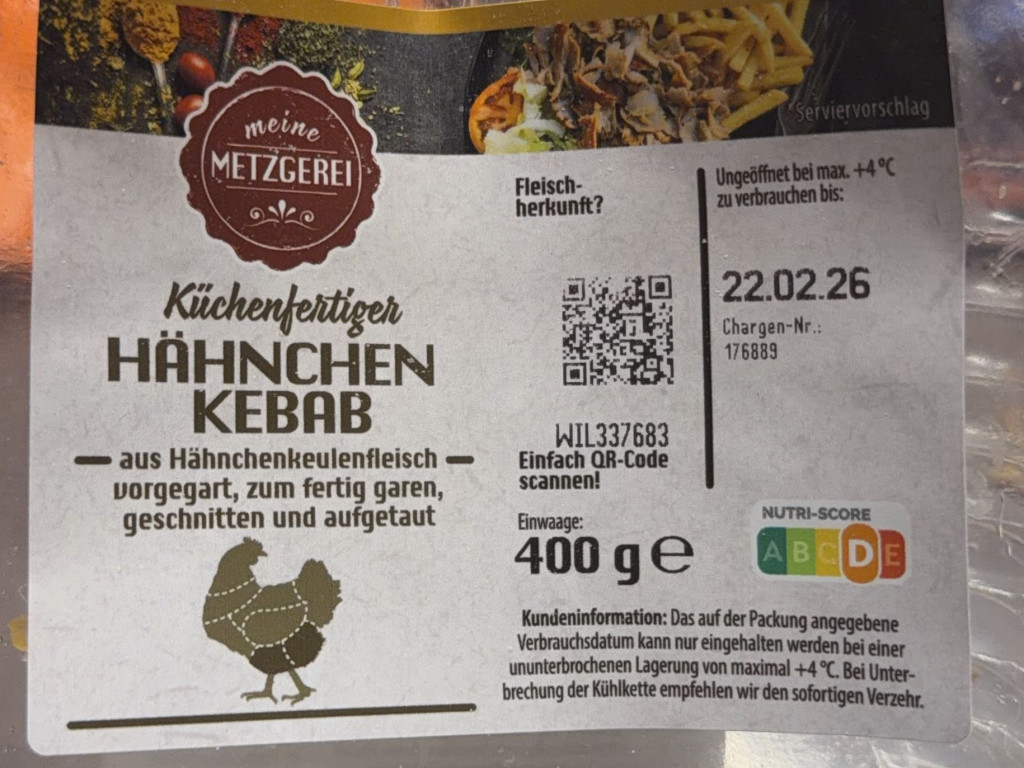 Serviervorschlag
meine
METZGEREI
Küchenfertiger
HÄHNCHEN
KEBAB
aus Hähnchenkeulenfleisch
vorgegart, zum fertig garen,
geschnitten und aufgetaut
Fleisch-
herkunft?
WIL337683
Einfach QR-Code
scannen!
Ungeöffnet bei max. +4 °C
zu verbrauchen bis:
22.02.26
Chargen-Nr.:
176889
Einwaage:
400 g e
NUTRI-SCORE
A B C D E
Kundeninformation: Das auf der Packung angegebene
Verbrauchsdatum kann nur eingehalten werden bei einer
ununterbrochenen Lagerung von maximal +4 °C. Bei Unter-
brechung der Kühlkette empfehlen wir den sofortigen Verzehr.